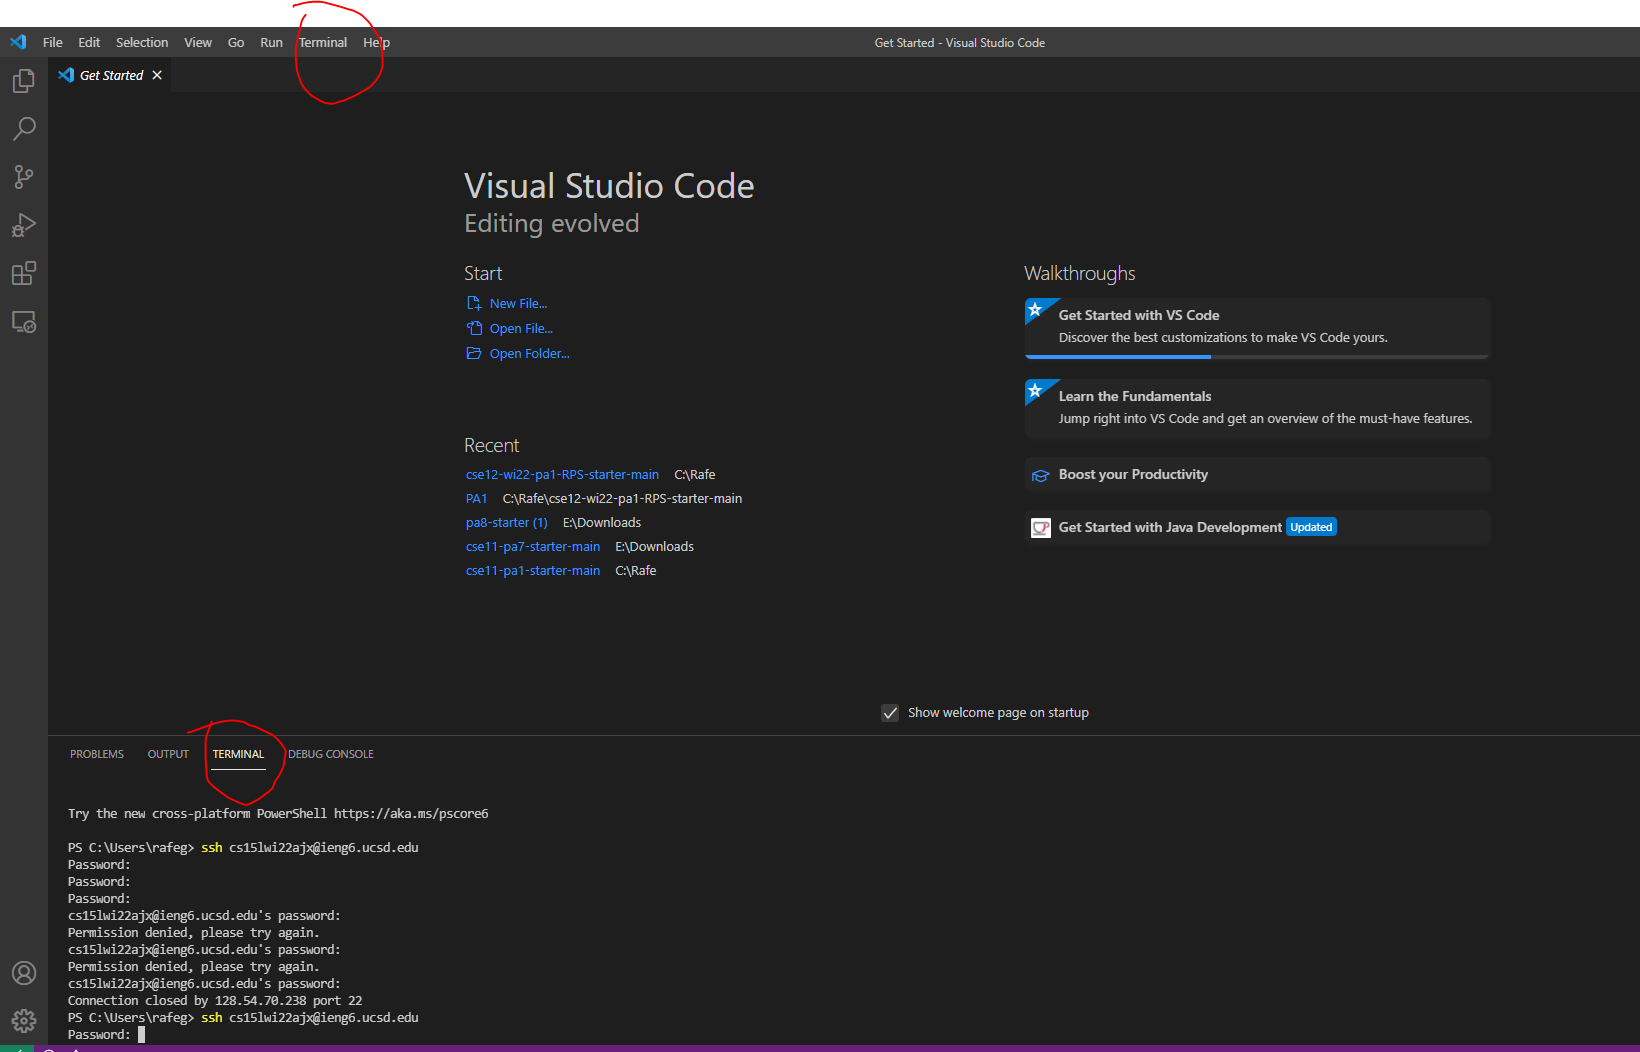 File Edit Selection View Go Run Terminal Help
Get Started - Visual Studio Code
Get Started
Visual Studio Code
Editing evolved
Start
New File...
Open File...
Open Folder...
Recent
cse12-wi22-pa1-RPS-starter-main C:\Rafe
PA1 C:\Rafe\cse12-wi22-pa1-RPS-starter-main
pa8-starter (1) E:\Downloads
cse11-pa7-starter-main E:\Downloads
cse11-pa1-starter-main C:\Rafe
Walkthroughs
Get Started with VS Code
Discover the best customizations to make VS Code yours.
Learn the Fundamentals
Jump right into VS Code and get an overview of the must-have features.
Boost your Productivity
Get Started with Java Development Updated
Show welcome page on startup
PROBLEMS OUTPUT TERMINAL DEBUG CONSOLE
Try the new cross-platform PowerShell https://aka.ms/pscore6
PS C:\Users\rafeg> ssh cs15lwi22ajx@ieng6.ucsd.edu
Password:
Password:
Password:
cs15lwi22ajx@ieng6.ucsd.edu's password:
Permission denied, please try again.
cs15lwi22ajx@ieng6.ucsd.edu's password:
Permission denied, please try again.
cs15lwi22ajx@ieng6.ucsd.edu's password:
Connection closed by 128.54.70.238 port 22
PS C:\Users\rafeg> ssh cs15lwi22ajx@ieng6.ucsd.edu
Password: